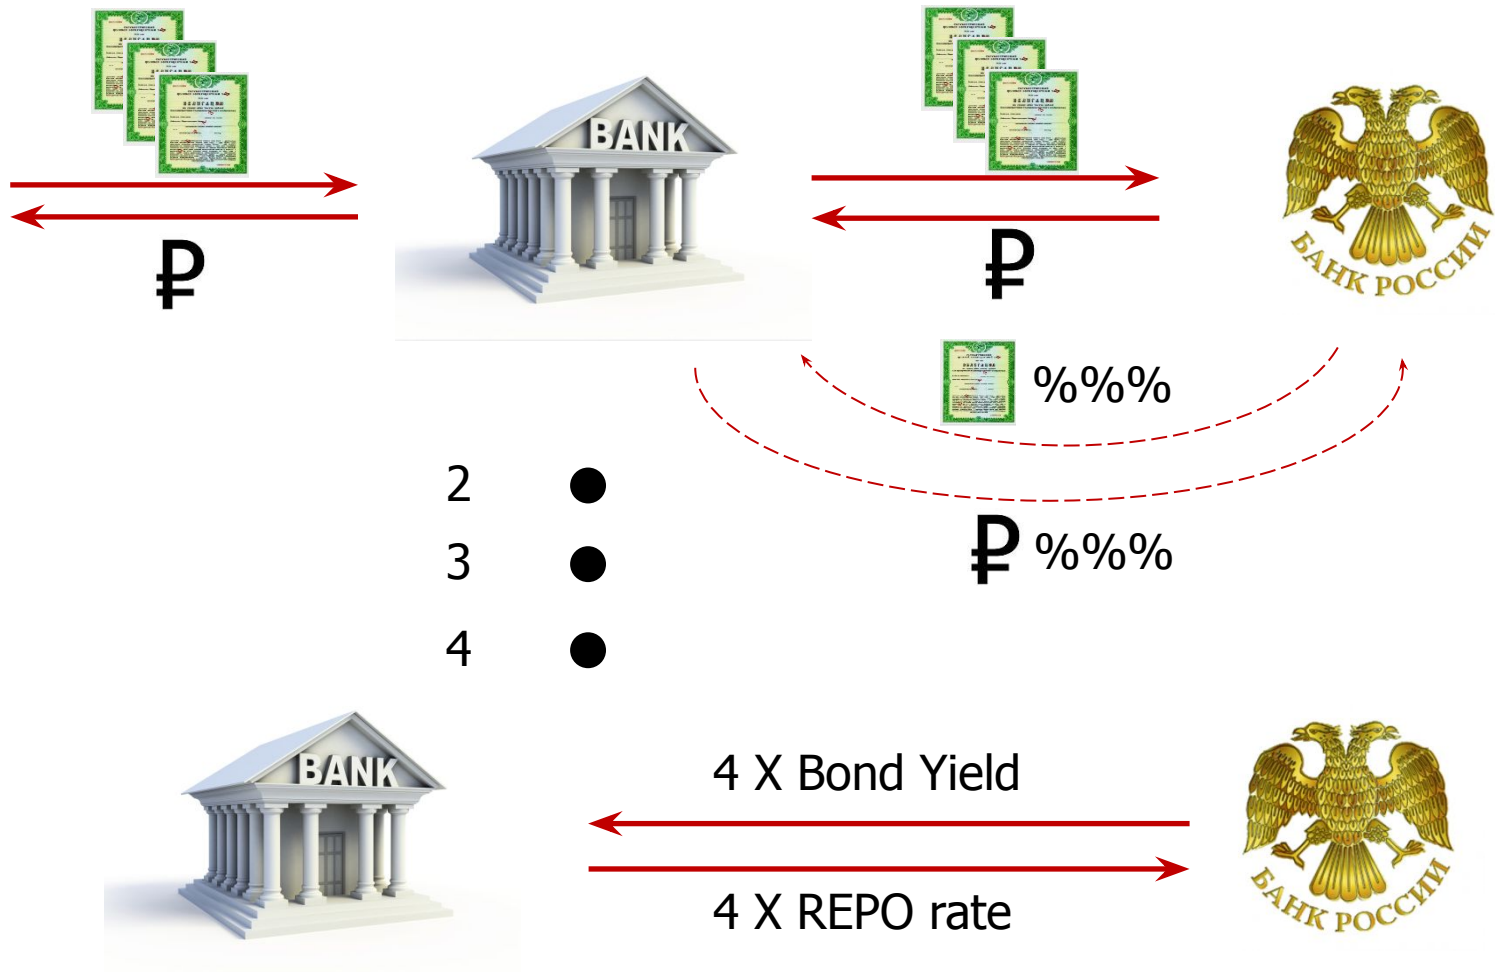 BANK
БАНК РОССИИ
₽
₽
%%%
₽ %%%
2
3
4
BANK
4 X Bond Yield
4 X REPO rate
БАНК РОССИИ